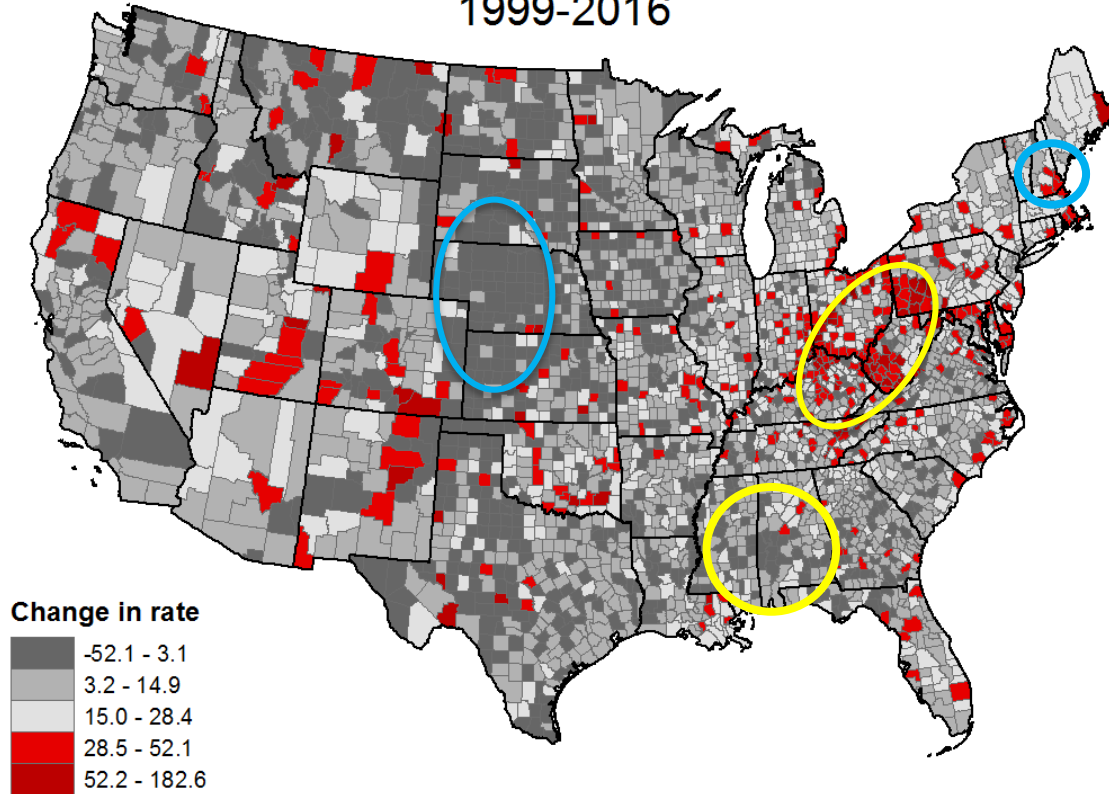 1999-2016
Change in rate
-52.1 - 3.1
3.2 - 14.9
15.0 - 28.4
28.5 - 52.1
52.2 - 182.6